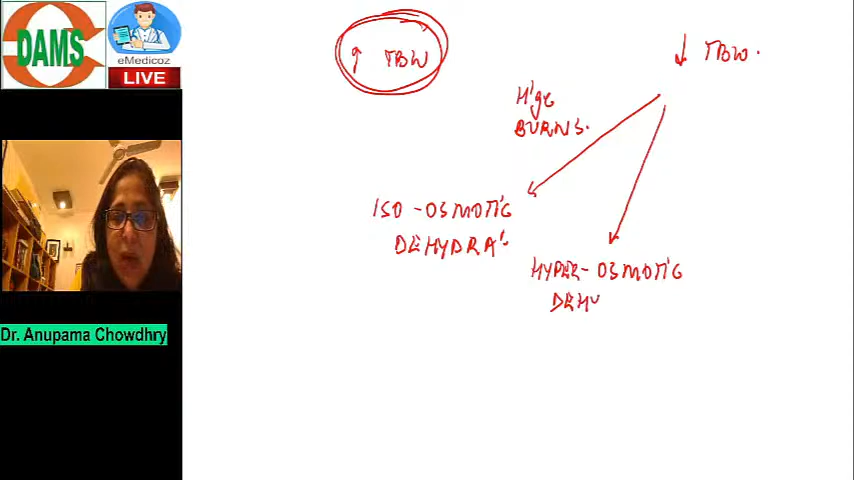 DAMS
eMedicoz
LIVE
Dr. Anupama Chowdhry
↑ TBW
↓ TBW.
H'ge
BURNS.
ISO-OSMOTIC
DEHYDRA'.
HYPER-OSMOTIC
DEHY